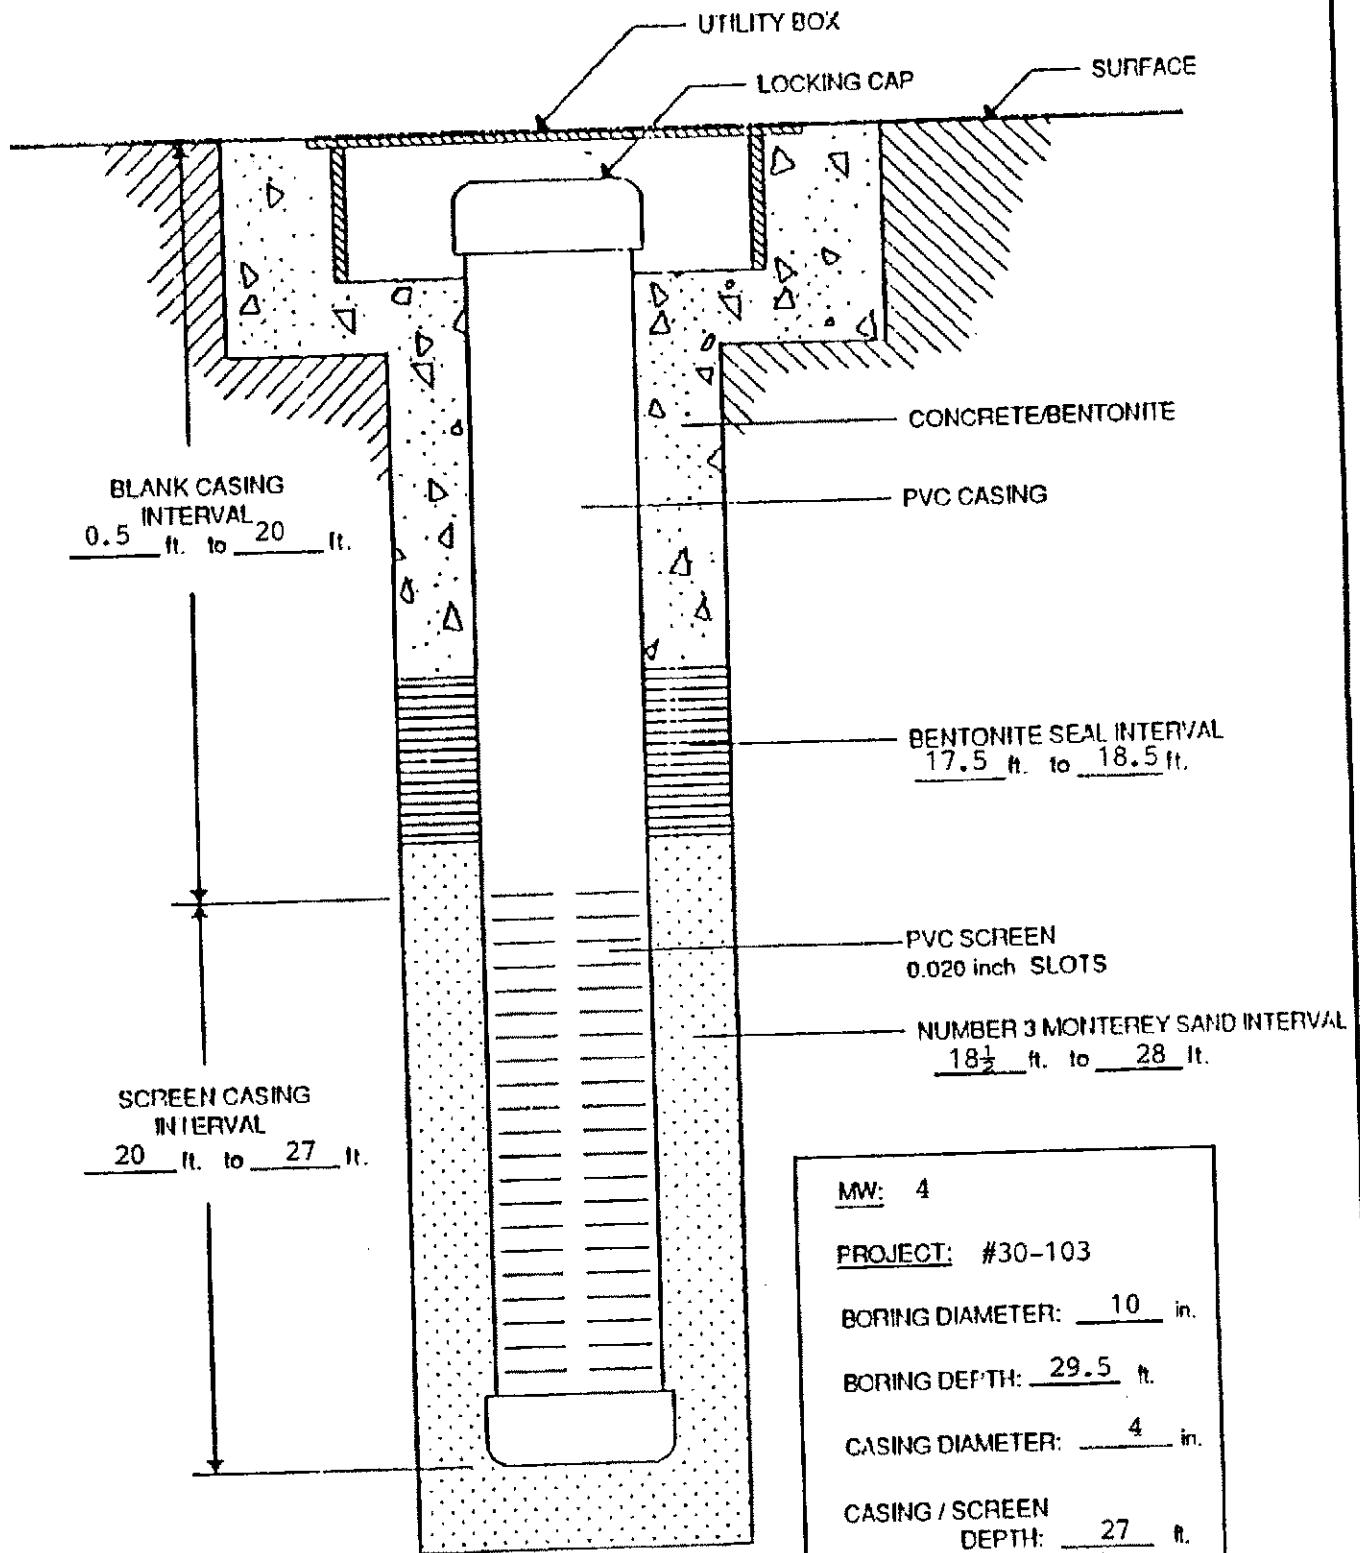 UTILITY BOX
LOCKING CAP
SURFACE
CONCRETE/BENTONITE
BLANK CASING
INTERVAL
0.5 ft. to 20 ft.
PVC CASING
BENTONITE SEAL INTERVAL
17.5 ft. to 18.5 ft.
PVC SCREEN
0.020 inch SLOTS
NUMBER 3 MONTEREY SAND INTERVAL
18½ ft. to 28 ft.
SCREEN CASING
INTERVAL
20 ft. to 27 ft.
MW: 4
PROJECT: #30-103
BORING DIAMETER: 10 in.
BORING DEPTH: 29.5 ft.
CASING DIAMETER: 4 in.
CASING / SCREEN
DEPTH: 27 ft.